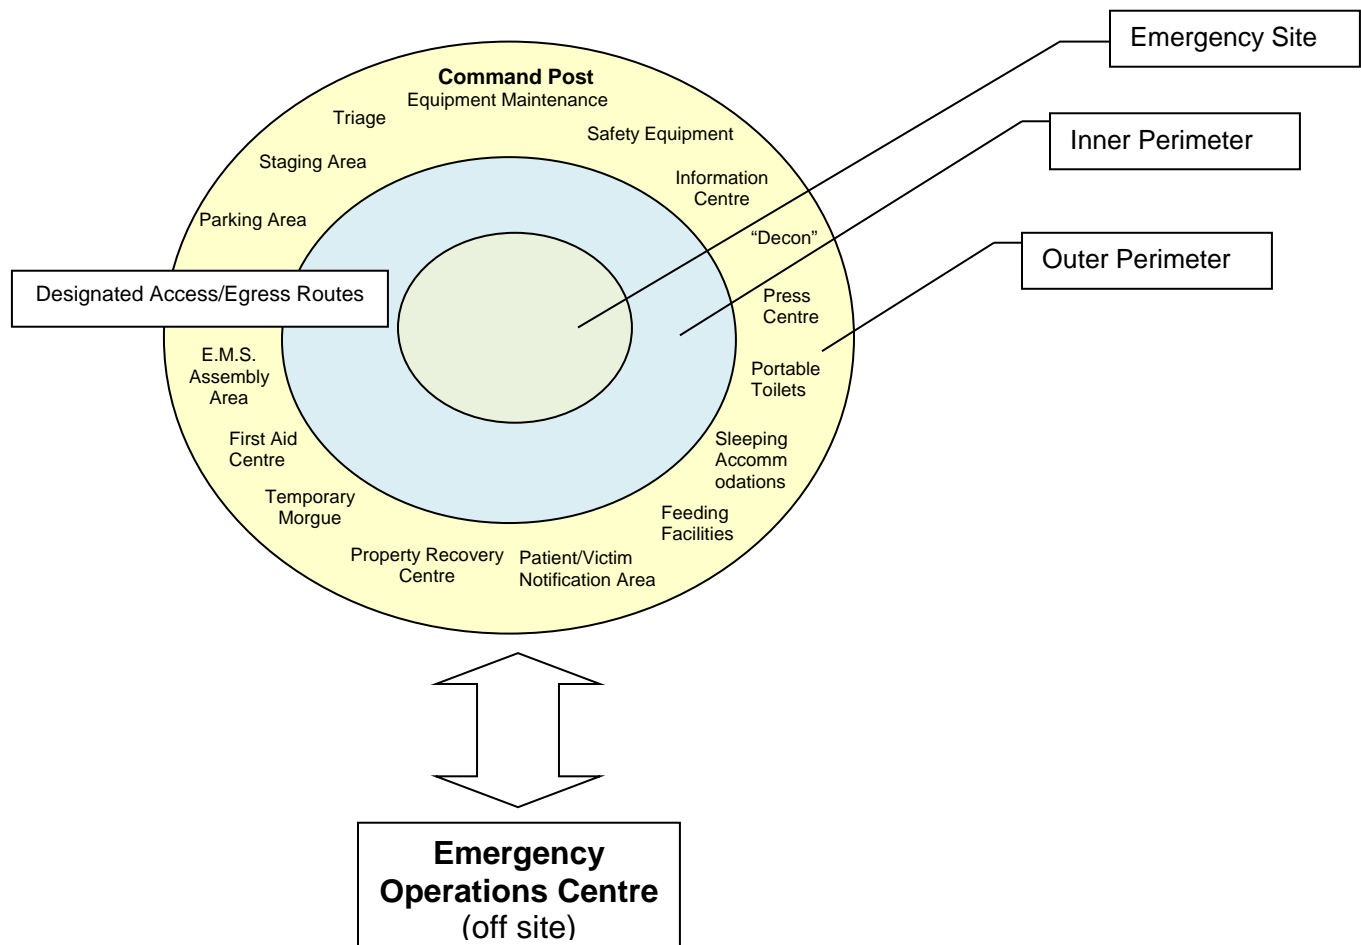 Emergency Site
Command Post
Equipment Maintenance
Triage
Safety Equipment
Inner Perimeter
Staging Area
Information
Centre
Parking Area
“Decon”
Outer Perimeter
Designated Access/Egress Routes
Press
Centre
E.M.S.
Assembly
Area
Portable
Toilets
First Aid
Centre
Sleeping
Accomm
odations
Temporary
Morgue
Feeding
Facilities
Property Recovery
Centre
Patient/Victim
Notification Area
Emergency
Operations Centre
(off site)